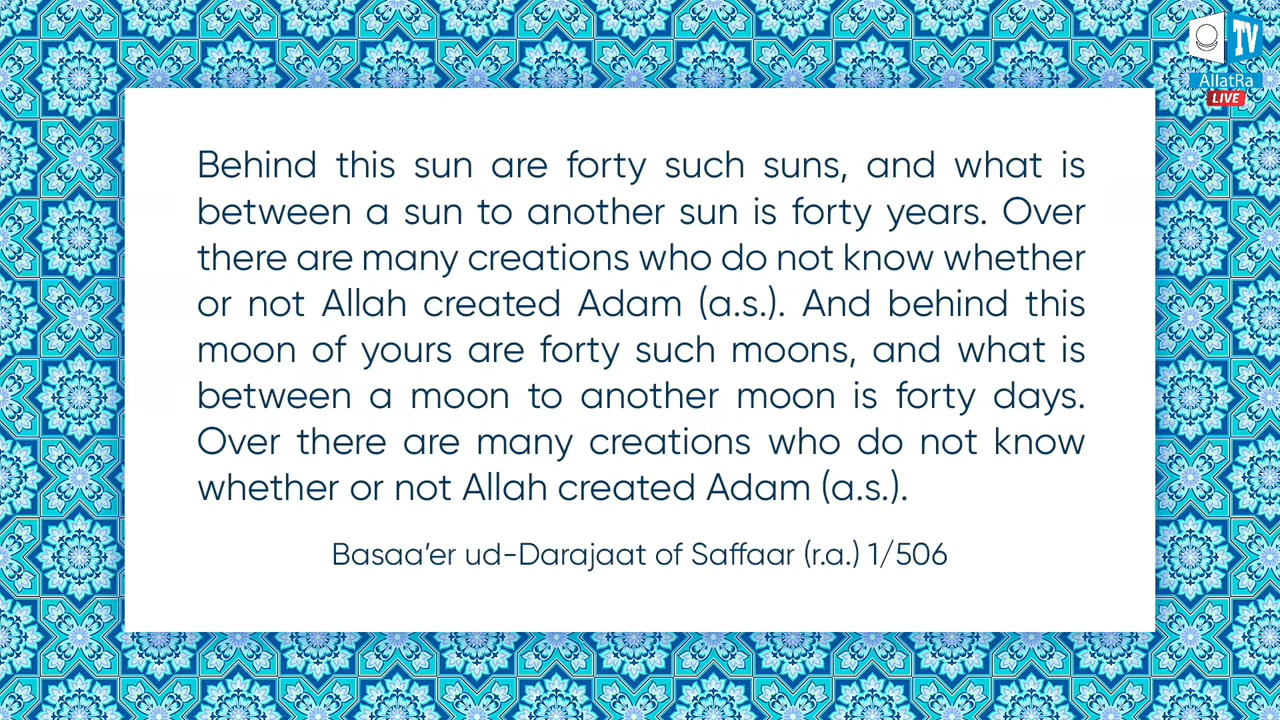 TV
AllatRa
LIVE
Behind this sun are forty such suns, and what is
between a sun to another sun is forty years. Over
there are many creations who do not know whether
or not Allah created Adam (a.s.). And behind this
moon of yours are forty such moons, and what is
between a moon to another moon is forty days.
Over there are many creations who do not know
whether or not Allah created Adam (a.s.).
Basaa'er ud-Darajaat of Saffaar (r.a.) 1/506